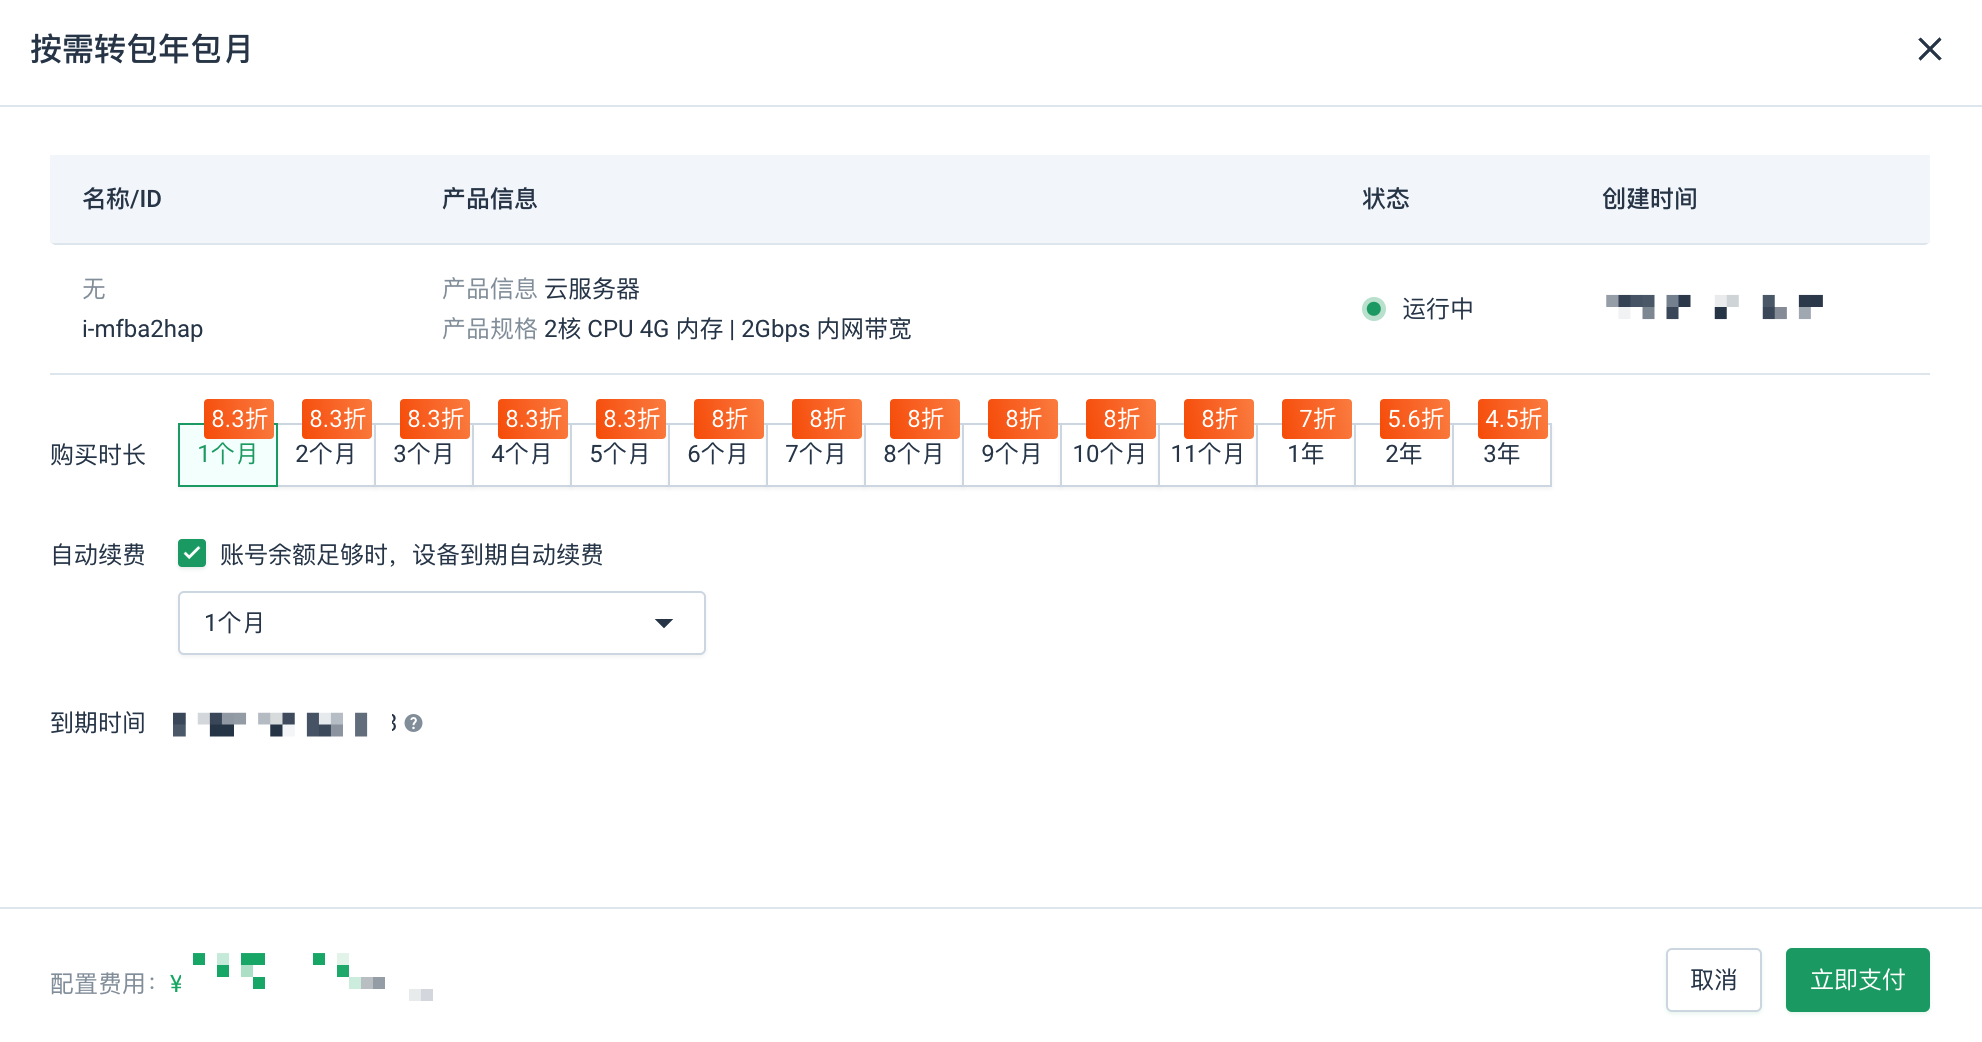 按需转包年包月
名称/ID 产品信息 状态 创建时间
无
i-mfba2hap
产品信息 云服务器
产品规格 2核 CPU 4G 内存 | 2Gbps 内网带宽
运行中
8.3折 8.3折 8.3折 8.3折 8.3折 8折 8折 8折 8折 8折 8折 7折 5.6折 4.5折
购买时长 1个月 2个月 3个月 4个月 5个月 6个月 7个月 8个月 9个月 10个月 11个月 1年 2年 3年
自动续费 账号余额足够时，设备到期自动续费
1个月
到期时间
配置费用：¥
取消 立即支付